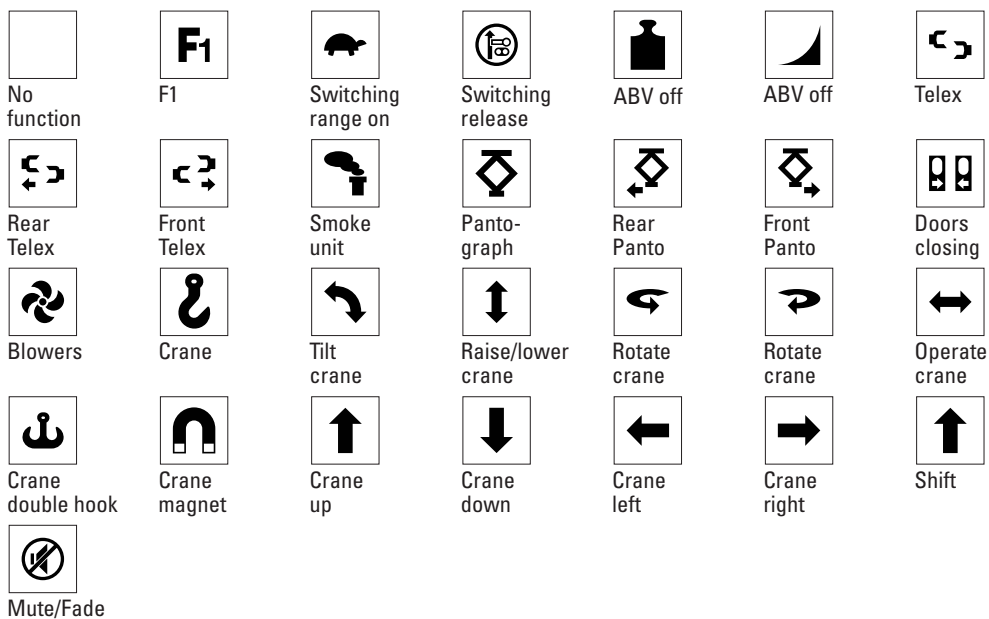 F1
No
function
F1
Switching
range on
Switching
release
ABV off
ABV off
Telex
Rear
Telex
Front
Telex
Smoke
unit
Panto-
graph
Rear
Panto
Front
Panto
Doors
closing
Blowers
Crane
Tilt
crane
Raise/lower
crane
Rotate
crane
Rotate
crane
Operate
crane
Crane
double hook
Crane
magnet
Crane
up
Crane
down
Crane
left
Crane
right
Shift
Mute/Fade